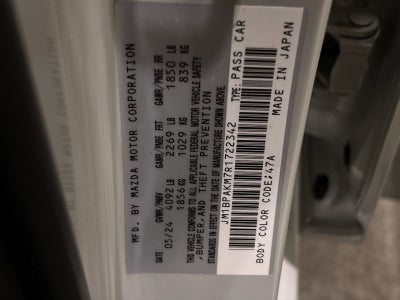 MFD. BY MAZDA MOTOR CORPORATION
DATE GVWR/PNBV GAWR/PNBE FRT GAWR/PNBE RR
05/24 4092 LB 2269 LB 1830 LB
1856KG 1029 KG 839 KG
THIS VEHICLE CONFORMS TO ALL APPLICABLE FEDERAL MOTOR VEHICLE SAFETY
,BUMPER,AND THEFT PREVENTION
STANDARDS IN EFFECT ON THE DATE OF MANUFACTURE SHOWN ABOVE.
JM1BPAKM7R1722342 TYPE: PASS CAR
BODY COLOR CODE:47A MADE IN JAPAN